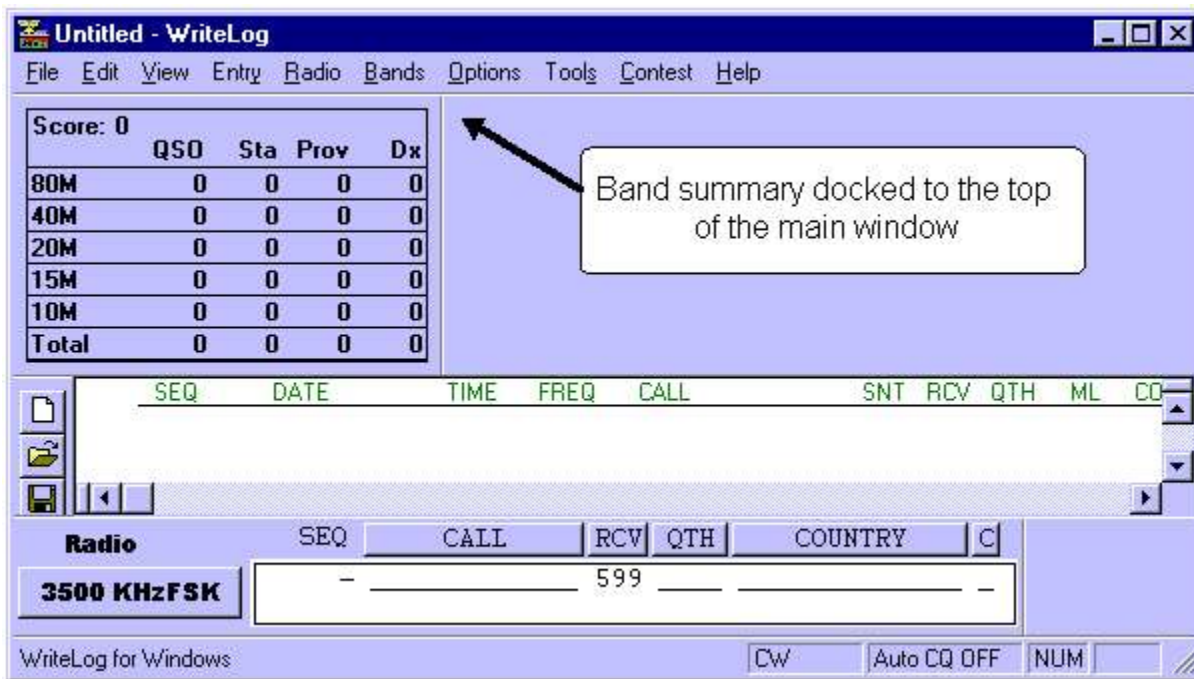 Untitled - WriteLog
File Edit View Entry Radio Bands Options Tools Contest Help
Score: 0
QSO Sta Prov Dx
80M 0 0 0 0
40M 0 0 0 0
20M 0 0 0 0
15M 0 0 0 0
10M 0 0 0 0
Total 0 0 0 0
Band summary docked to the top
of the main window
SEQ DATE TIME FREQ CALL SNT RCV QTH ML CO
Radio SEQ CALL RCV QTH COUNTRY C
3500 KHzFSK 599
WriteLog for Windows CW Auto CQ OFF NUM